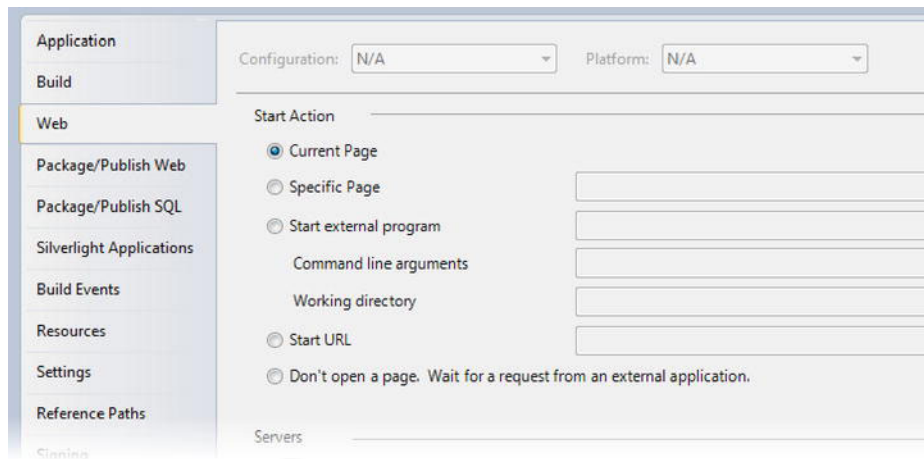 Application
Build
Web
Package/Publish Web
Package/Publish SQL
Silverlight Applications
Build Events
Resources
Settings
Reference Paths
Signing
Configuration: N/A Platform: N/A
Start Action
Current Page
Specific Page
Start external program
Command line arguments
Working directory
Start URL
Don't open a page. Wait for a request from an external application.
Servers